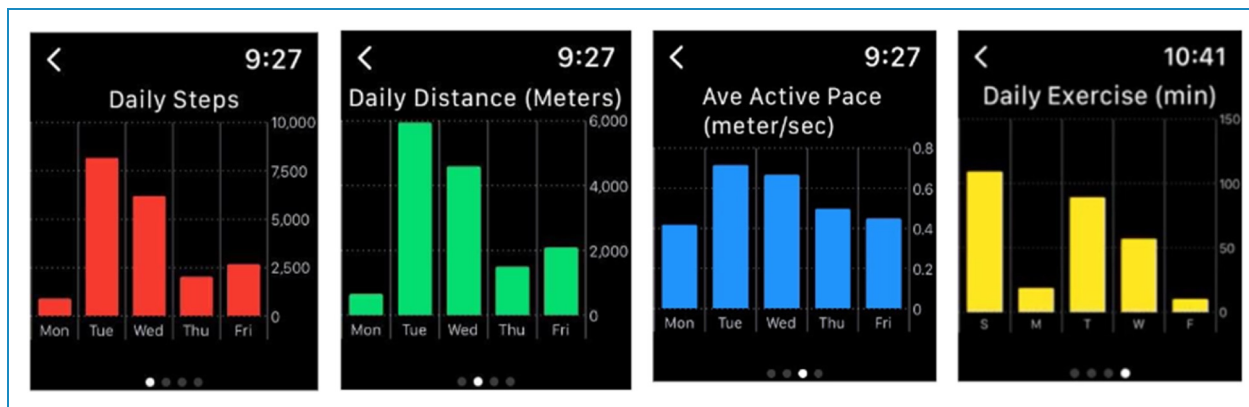 9:27
Daily Steps
10,000
7,500
5,000
2,500
0
Mon Tue Wed Thu Fri
9:27
Daily Distance (Meters)
6,000
4,000
2,000
0
Mon Tue Wed Thu Fri
9:27
Ave Active Pace
(meter/sec)
0.8
0.6
0.4
0.2
0
Mon Tue Wed Thu Fri
10:41
Daily Exercise (min)
150
100
50
0
S M T W F